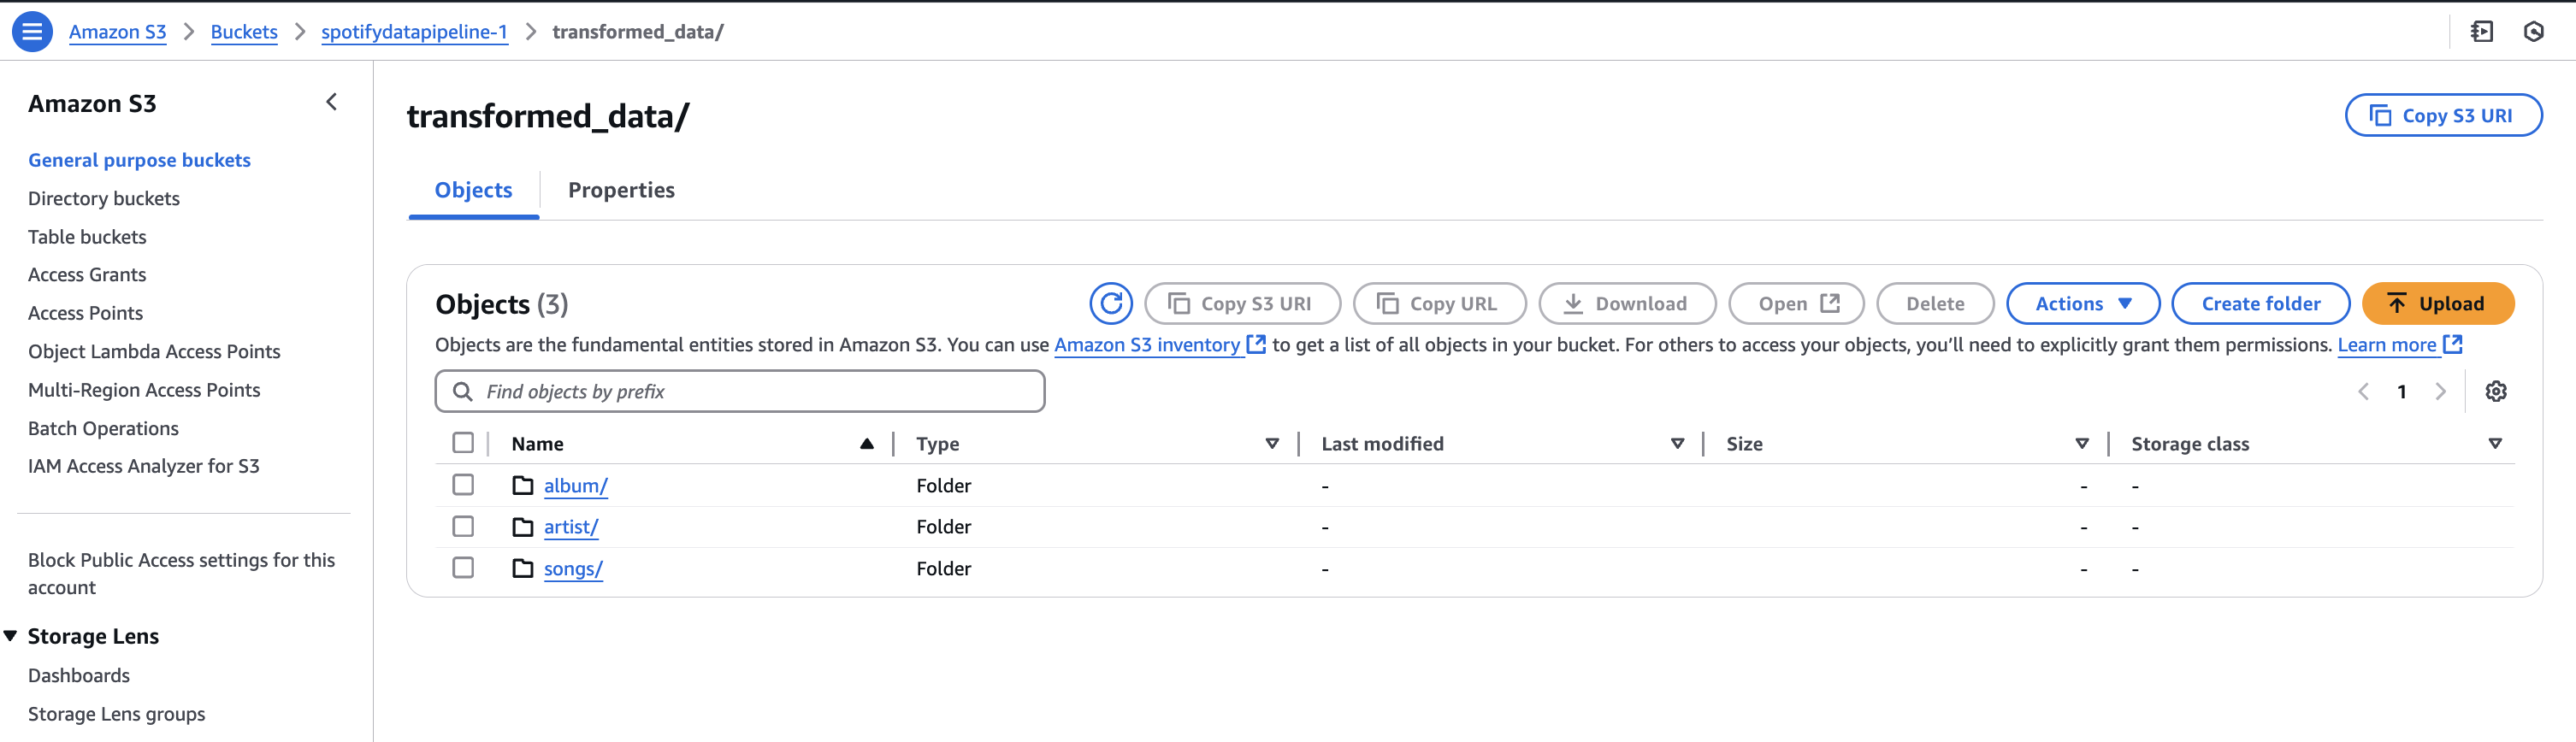 Amazon S3 > Buckets > spotifydatapipeline-1 > transformed_data/
Amazon S3
General purpose buckets
Directory buckets
Table buckets
Access Grants
Access Points
Object Lambda Access Points
Multi-Region Access Points
Batch Operations
IAM Access Analyzer for S3
Block Public Access settings for this
account
Storage Lens
Dashboards
Storage Lens groups
transformed_data/
Copy S3 URI
Objects Properties
Objects (3)
Copy S3 URI Copy URL Download Open Delete Actions Create folder Upload
Objects are the fundamental entities stored in Amazon S3. You can use Amazon S3 inventory to get a list of all objects in your bucket. For others to access your objects, you’ll need to explicitly grant them permissions. Learn more
Find objects by prefix
1
Name Type Last modified Size Storage class
album/ Folder - - -
artist/ Folder - - -
songs/ Folder - - -